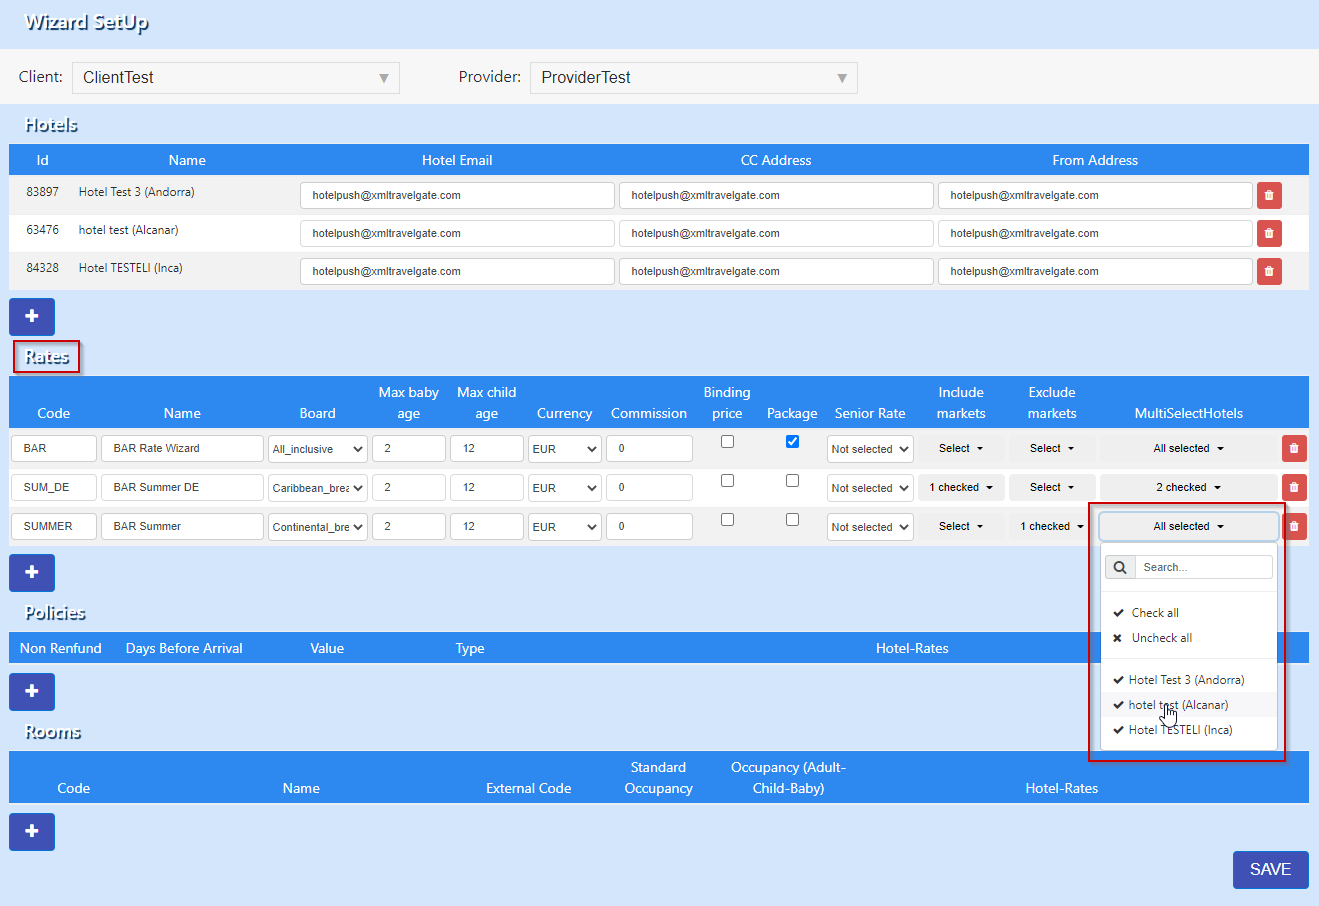 Wizard SetUp
Client: ClientTest Provider: ProviderTest
Hotels
Id Name Hotel Email CC Address From Address
83897 Hotel Test 3 (Andorra) hotelpush@xmltravelgate.com hotelpush@xmltravelgate.com hotelpush@xmltravelgate.com
63476 hotel test (Alcanar) hotelpush@xmltravelgate.com hotelpush@xmltravelgate.com hotelpush@xmltravelgate.com
84328 Hotel TESTELI (Inca) hotelpush@xmltravelgate.com hotelpush@xmltravelgate.com hotelpush@xmltravelgate.com
Rates
Code Name Board Max baby age Max child age Currency Commission Binding price Package Senior Rate Include markets Exclude markets MultiSelectHotels
BAR BAR Rate Wizard All_inclusive 2 12 EUR 0 Not selected Select Select All selected
SUM_DE BAR Summer DE Caribbean_brea 2 12 EUR 0 Not selected 1 checked Select 2 checked
SUMMER BAR Summer Continental_bre 2 12 EUR 0 Not selected Select 1 checked All selected
Search...
Check all
Uncheck all
Hotel Test 3 (Andorra)
hotel test (Alcanar)
Hotel TESTELI (Inca)
Policies
Non Renfund Days Before Arrival Value Type Hotel-Rates
Rooms
Code Name External Code Standard Occupancy Occupancy (Adult-Child-Baby) Hotel-Rates
SAVE